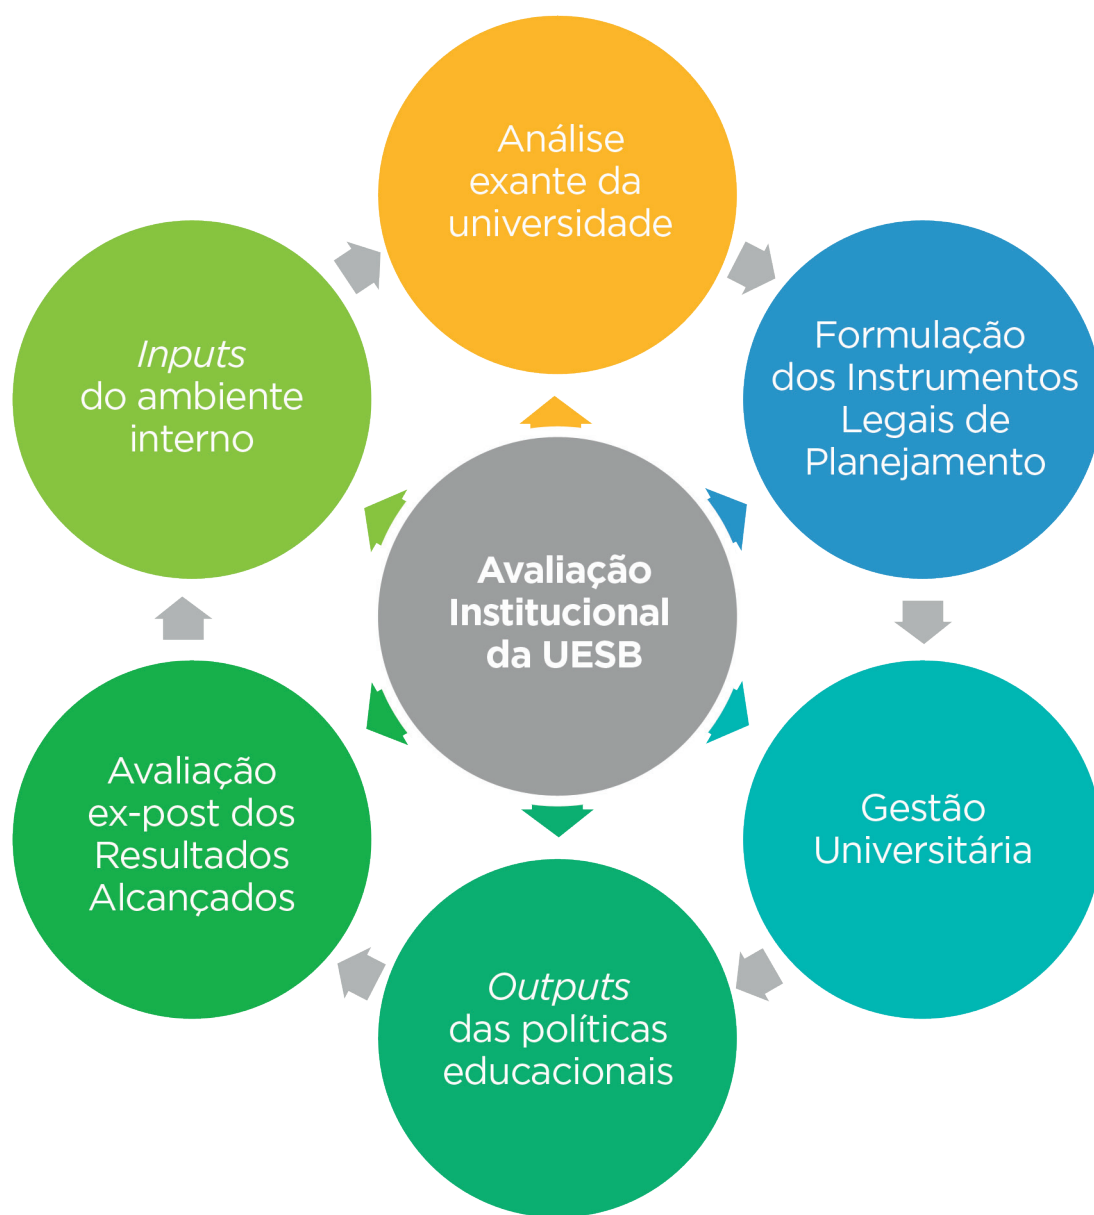 Análise
exante da
universidade
Formulação
dos Instrumentos
Legais de
Planejamento
Gestão
Universitária
Outputs
das políticas
educacionais
Avaliação
ex-post dos
Resultados
Alcançados
Inputs
do ambiente
interno
Avaliação
Institucional
da UESB